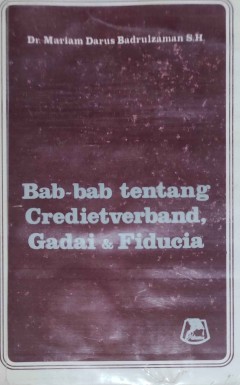 Dr. Mariam Darus Badrulzaman S.H.
Bab-bab tentang
Credietverband,
Gadai & Fiducia